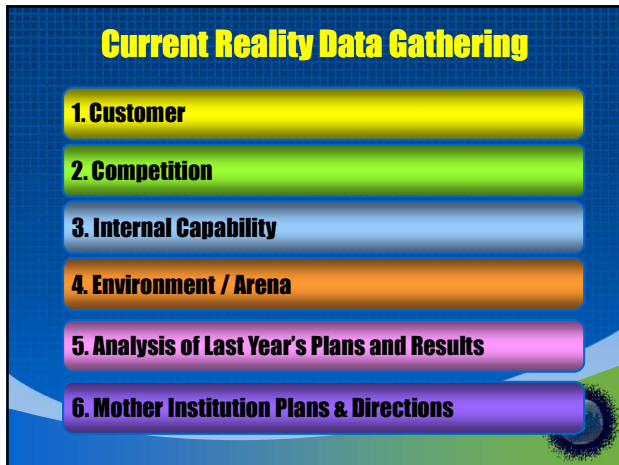 Current Reality Data Gathering
1. Customer
2. Competition
3. Internal Capability
4. Environment / Arena
5. Analysis of Last Year’s Plans and Results
6. Mother Institution Plans & Directions